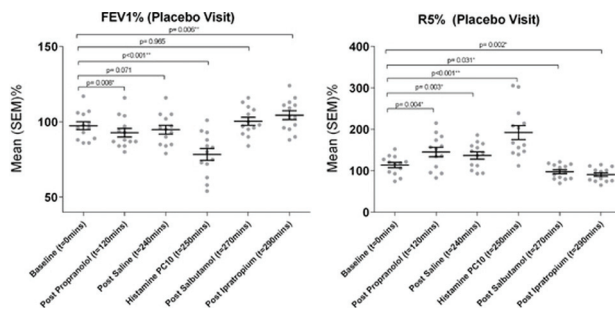 FEV1% (Placebo Visit)
p= 0.006**
p= 0.965
p<0.001**
p= 0.071
p= 0.008*
150
100
50
Mean (SEM)%
Baseline (t=0mins)
Post Propranolol (t=120mins)
Post Saline (t=240mins)
Histamine PC10 (t=250mins)
Post Salbutamol (t=270mins)
Post Ipratropium (t=290mins)
R5% (Placebo Visit)
p= 0.002*
p= 0.031*
p<0.001**
p= 0.003*
p= 0.004*
400
300
200
100
0
Mean (SEM)%
Baseline (t=0mins)
Post Propranolol (t=120mins)
Post Saline (t=240mins)
Histamine PC10 (t=250mins)
Post Salbutamol (t=270mins)
Post Ipratropium (t=290mins)